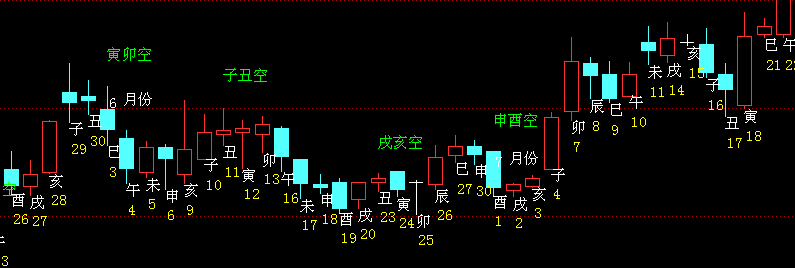 寅卯空
子丑空
戌亥空
申酉空
空
6 月份
7 月份
3
酉
26
戌
27
亥
28
子
29
丑
30
巳
3
午
4
未
5
申
6
亥
9
子
10
丑
11
寅
12
卯
13
午
16
未
17
申
18
酉
19
戌
20
丑
23
寅
24
卯
25
辰
26
巳
27
申
30
酉
1
戌
2
亥
3
子
4
卯
7
辰
8
巳
9
午
10
未
11
戌
14
亥
15
子
16
丑
17
寅
18
巳
21
午